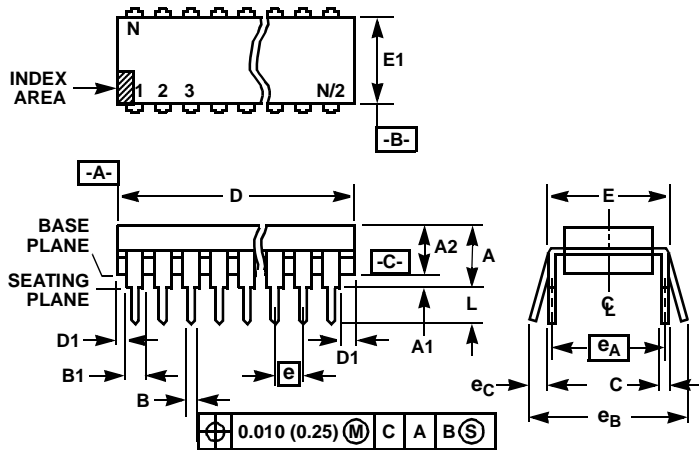 N
INDEX
AREA
1 2 3 N/2
E1
-B-
-A-
D
E
BASE
PLANE
A2
A
-C-
SEATING
PLANE
L
℄
D1
A1
D1
eA
B1
e
eC
C
B
eB
⌖ 0.010 (0.25) Ⓜ C A B Ⓢ